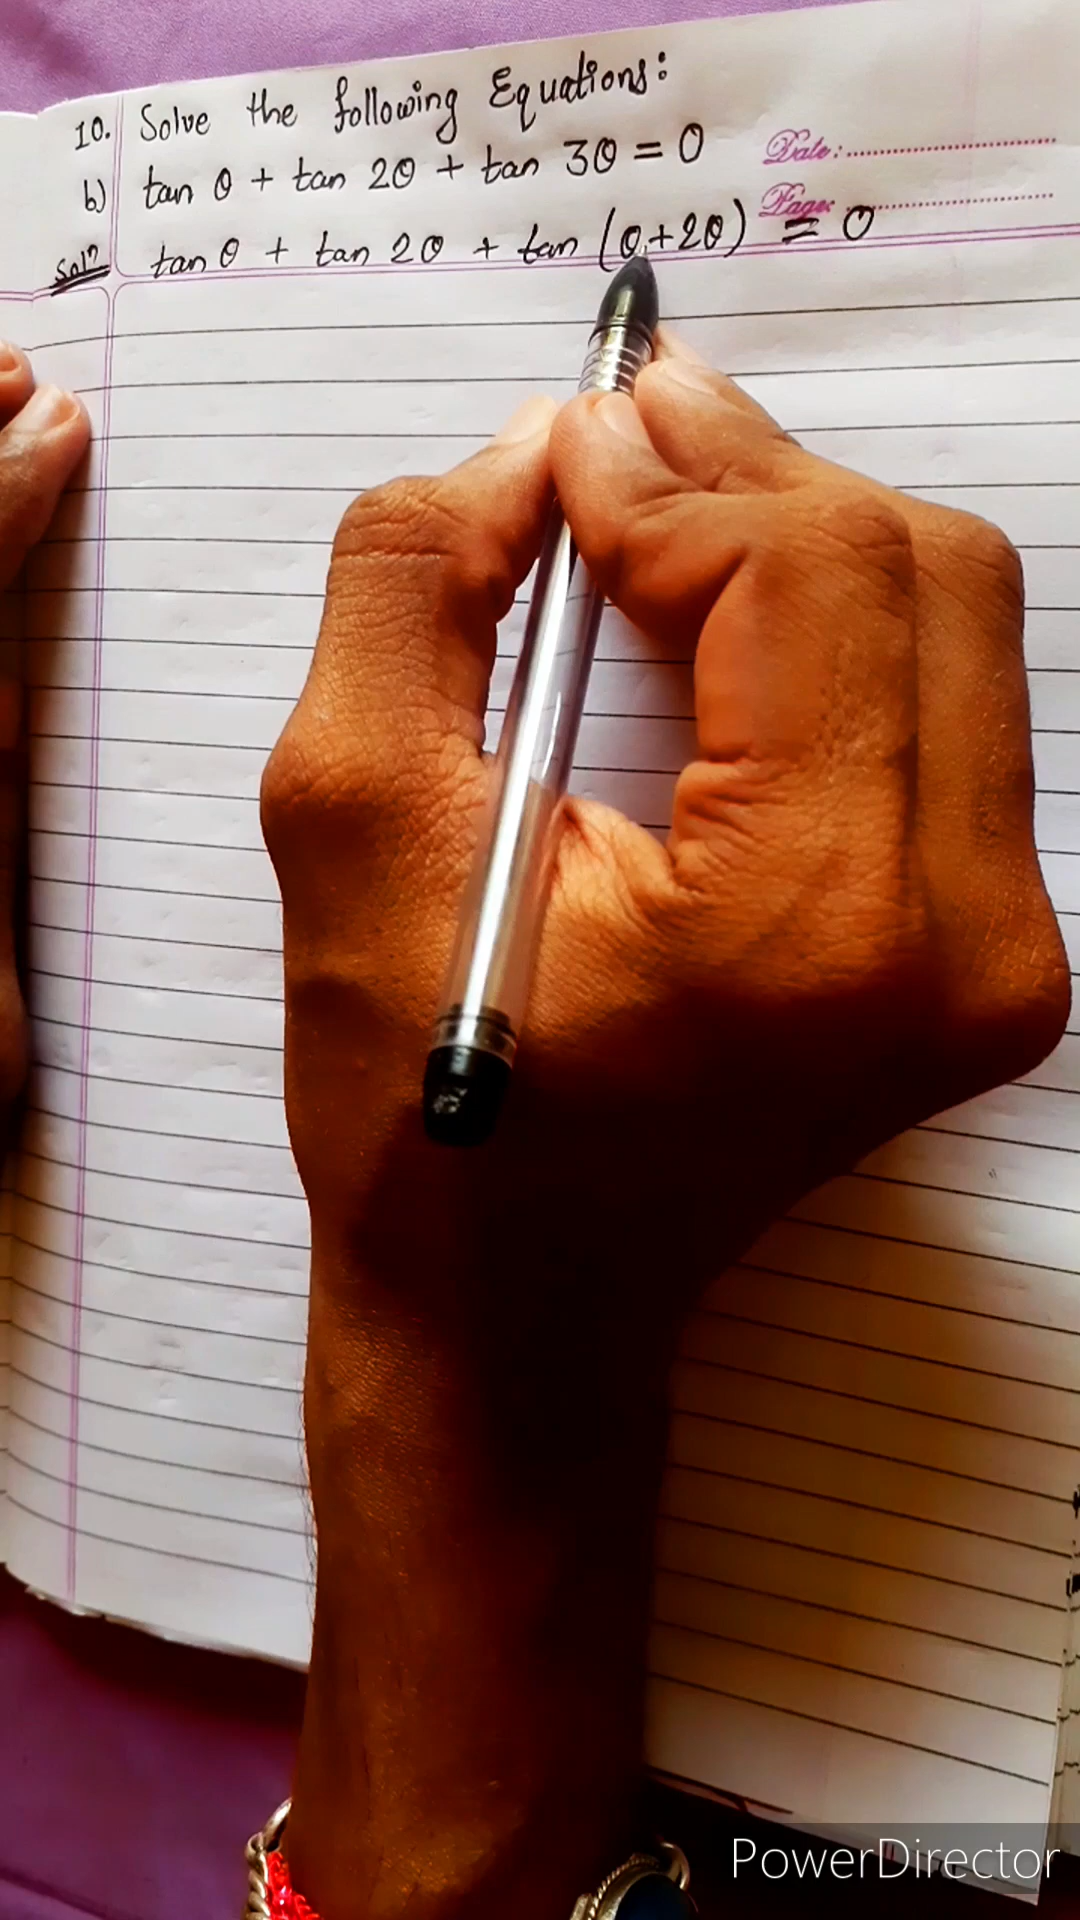 10. Solve the following Equations:
b) tan θ + tan 2θ + tan 3θ = 0
Date:
Page:
Solⁿ tan θ + tan 2θ + tan (θ+2θ) = 0
PowerDirector